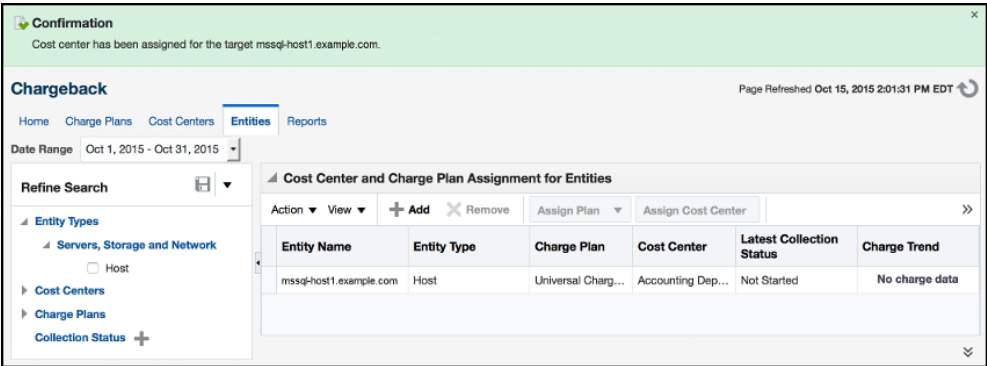 Confirmation
Cost center has been assigned for the target mssql-host1.example.com.
Chargeback
Page Refreshed Oct 15, 2015 2:01:31 PM EDT
Home Charge Plans Cost Centers Entities Reports
Date Range Oct 1, 2015 - Oct 31, 2015
Refine Search
Entity Types
Servers, Storage and Network
Host
Cost Centers
Charge Plans
Collection Status
Cost Center and Charge Plan Assignment for Entities
Action View Add Remove Assign Plan Assign Cost Center
Entity Name Entity Type Charge Plan Cost Center Latest Collection Status Charge Trend
mssql-host1.example.com Host Universal Charg... Accounting Dep... Not Started No charge data